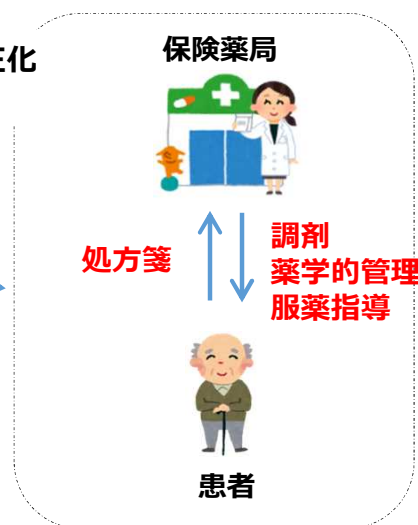 正化
保険薬局
処方箋
調剤
薬学的管理
服薬指導
患者